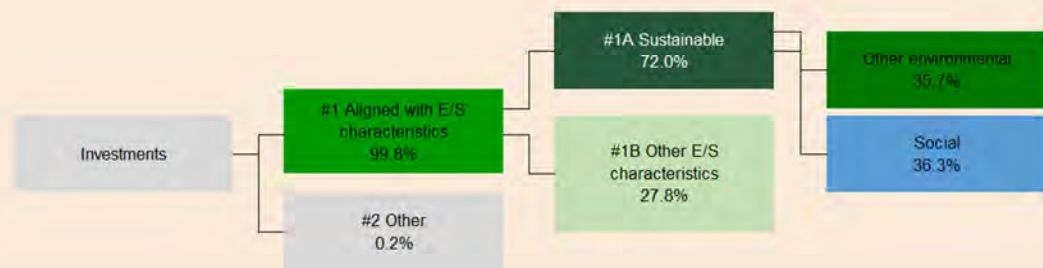 Investments
#1 Aligned with E/S
characteristics
99.8%
#2 Other
0.2%
#1A Sustainable
72.0%
#1B Other E/S
characteristics
27.8%
Other environmental
35.7%
Social
36.3%